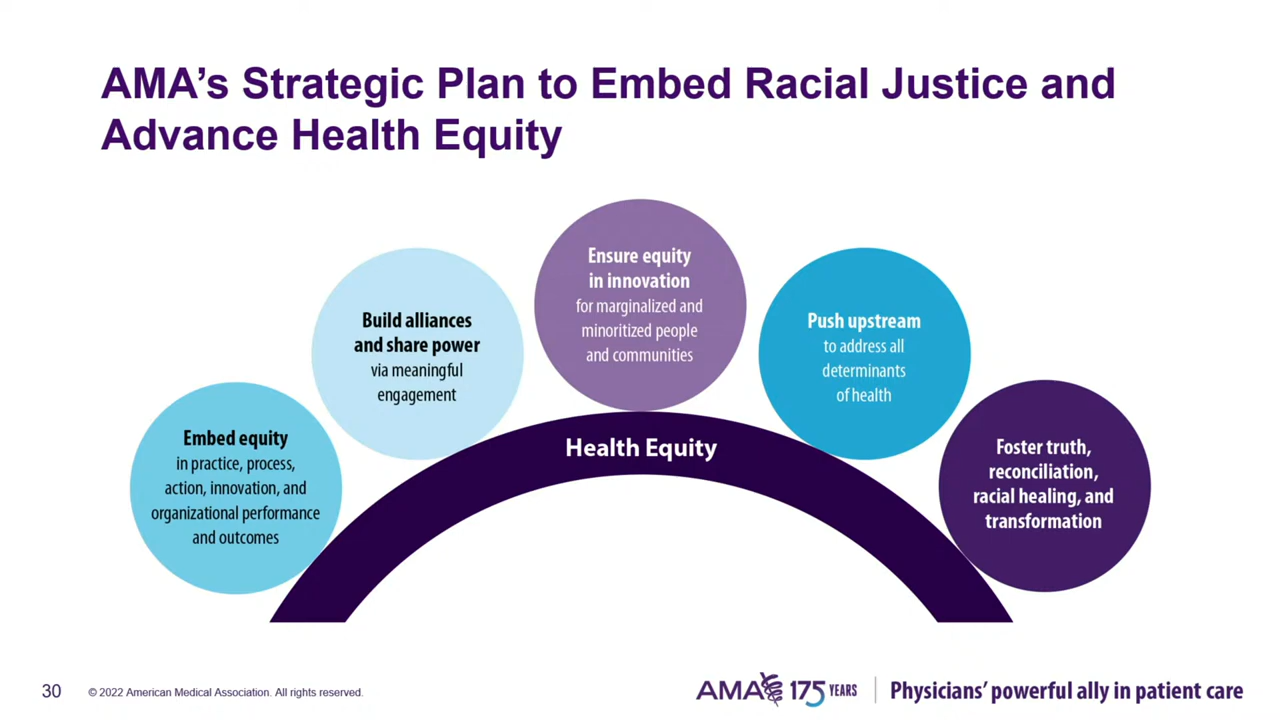 AMA’s Strategic Plan to Embed Racial Justice and
Advance Health Equity
Embed equity
in practice, process,
action, innovation, and
organizational performance
and outcomes
Build alliances
and share power
via meaningful
engagement
Ensure equity
in innovation
for marginalized and
minoritized people
and communities
Push upstream
to address all
determinants
of health
Foster truth,
reconciliation,
racial healing, and
transformation
Health Equity
30
© 2022 American Medical Association. All rights reserved.
AMA 175 YEARS
Physicians’ powerful ally in patient care